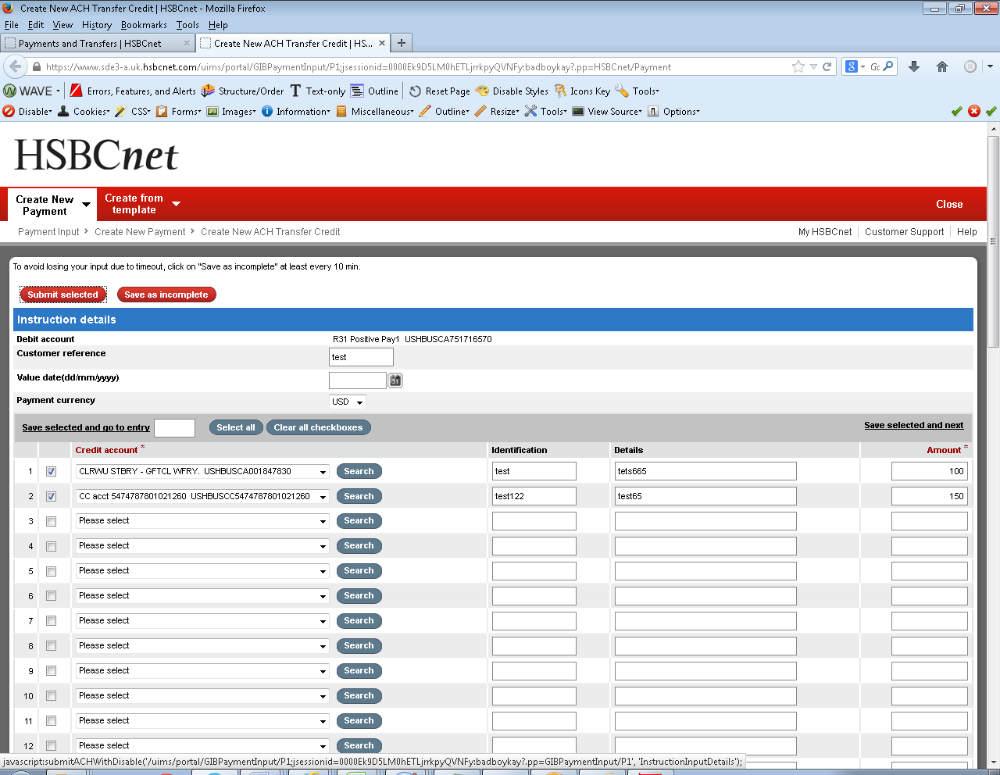 Create New ACH Transfer Credit | HSBCnet - Mozilla Firefox
File Edit View History Bookmarks Tools Help
Payments and Transfers | HSBCnet × Create New ACH Transfer Credit | HS... × +
https://www.sde3-a.uk.hsbcnet.com/uims/portal/GIBPaymentInput/P1;jsessionid=0000Ek9D5LM0hETLjrrkpyQVNFy:badboykay?.pp=HSBCnet/Payment 8 Gc
WAVE Errors, Features, and Alerts Structure/Order Text-only Outline Reset Page Disable Styles Icons Key Tools
Disable Cookies CSS Forms Images Information Miscellaneous Outline Resize Tools View Source Options
HSBCnet
Create New Payment Create from template Close
Payment Input > Create New Payment > Create New ACH Transfer Credit My HSBCnet Customer Support Help
To avoid losing your input due to timeout, click on "Save as incomplete" at least every 10 min.
Submit selected Save as incomplete
Instruction details
Debit account R31 Positive Pay1 USHBUSCA751716570
Customer reference test
Value date(dd/mm/yyyy) 31
Payment currency USD
Save selected and go to entry Select all Clear all checkboxes Save selected and next
Credit account * Identification Details Amount *
1 CLRWU STBRY - GFTCL WFRY. USHBUSCA001847830 Search test tets665 100
2 CC acct 5474787801021260 USHBUSCC5474787801021260 Search test122 test65 150
3 Please select Search
4 Please select Search
5 Please select Search
6 Please select Search
7 Please select Search
8 Please select Search
9 Please select Search
10 Please select Search
11 Please select Search
12 Please select Search
javascript:submitACHWithDisable('/uims/portal/GIBPaymentInput/P1;jsessionid=0000Ek9D5LM0hETLjrrkpyQVNFy:badboykay?.pp=GIBPaymentInput/P1', 'InstructionInputDetails');